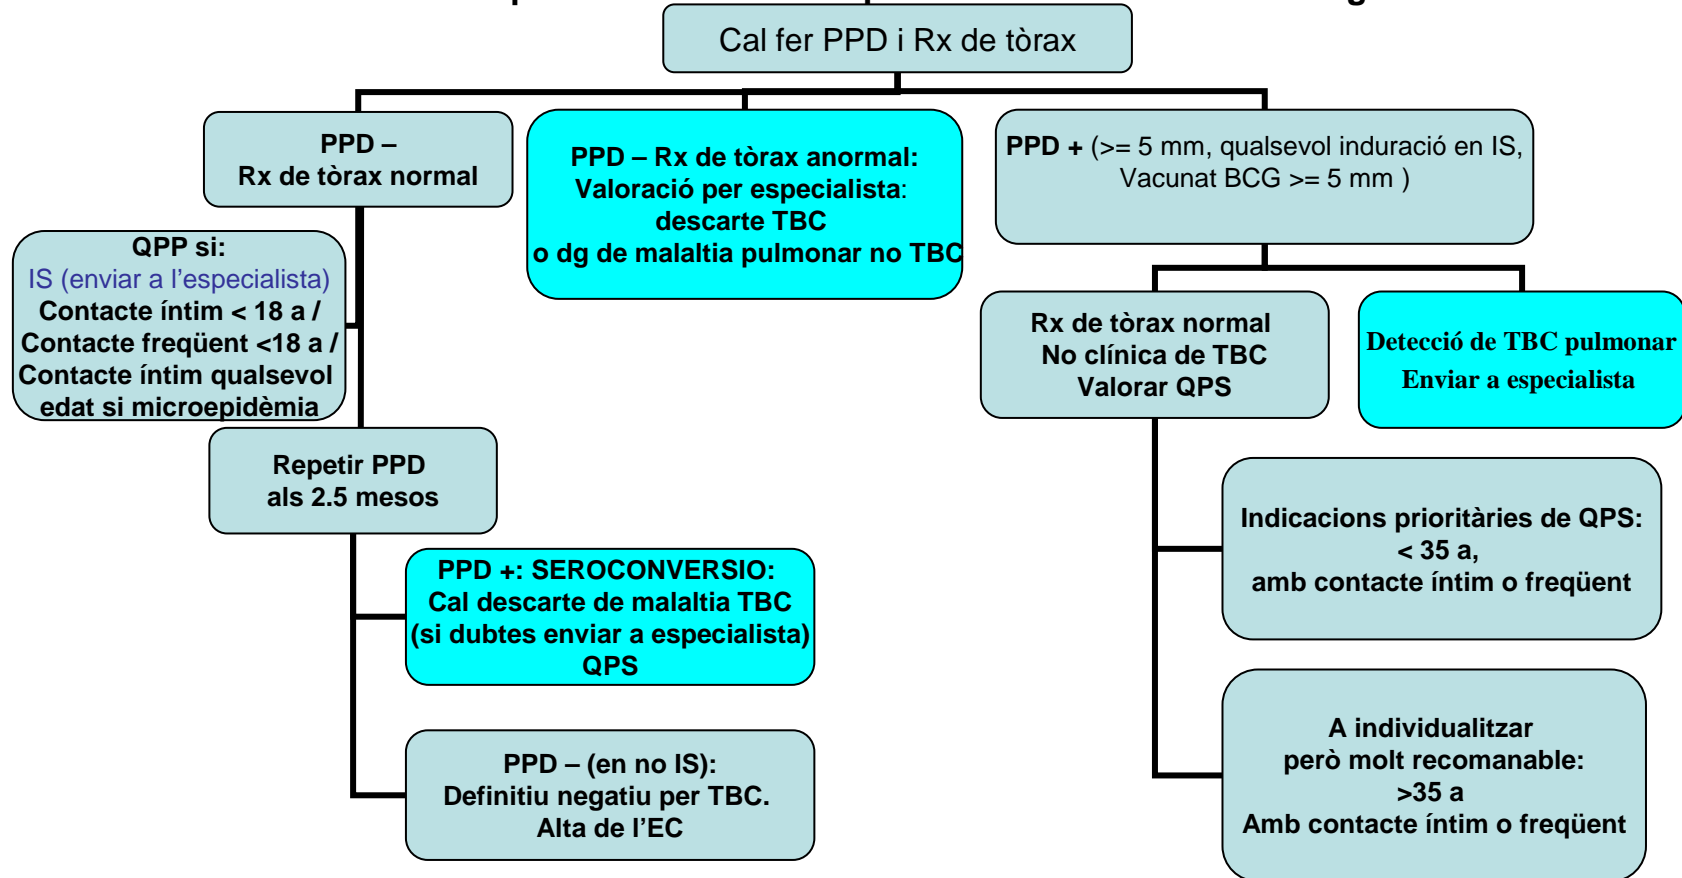 Cal fer PPD i Rx de tòrax
PPD –
Rx de tòrax normal
PPD – Rx de tòrax anormal:
Valoració per especialista:
descarte TBC
o dg de malaltia pulmonar no TBC
PPD + (>= 5 mm, qualsevol induració en IS,
Vacunat BCG >= 5 mm )
QPP si:
IS (enviar a l’especialista)
Contacte íntim < 18 a /
Contacte freqüent <18 a /
Contacte íntim qualsevol
edat si microepidèmia
Rx de tòrax normal
No clínica de TBC
Valorar QPS
Detecció de TBC pulmonar
Enviar a especialista
Repetir PPD
als 2.5 mesos
Indicacions prioritàries de QPS:
< 35 a,
amb contacte íntim o freqüent
PPD +: SEROCONVERSIO:
Cal descarte de malaltia TBC
(si dubtes enviar a especialista)
QPS
A individualitzar
però molt recomanable:
>35 a
Amb contacte íntim o freqüent
PPD – (en no IS):
Definitiu negatiu per TBC.
Alta de l’EC